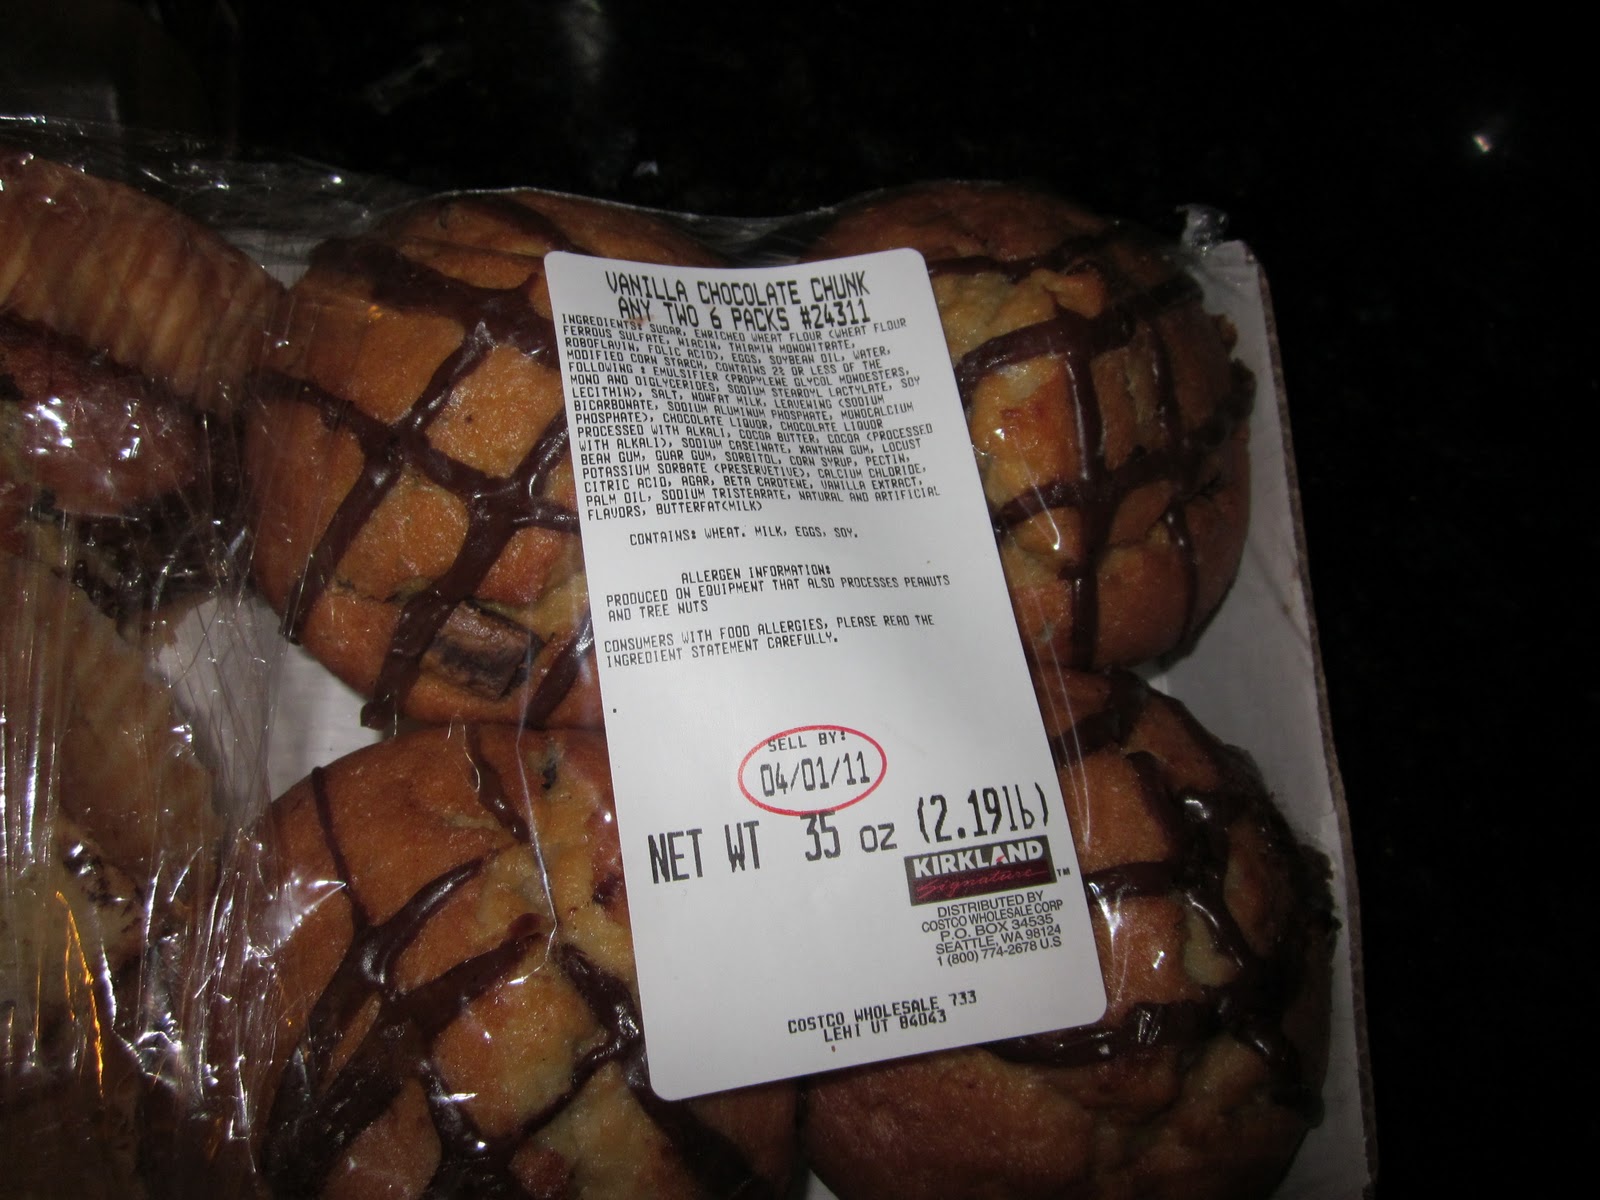 VANILLA CHOCOLATE CHUNK
ANY TWO 6 PACKS #24311
INGREDIENTS: SUGAR, ENRICHED WHEAT FLOUR (WHEAT FLOUR
FERROUS SULFATE, NIACIN, THIAMIN MONONITRATE,
ROBOFLAVIN, FOLIC ACID), EGGS, SOYBEAN OIL, WATER,
MODIFIED CORN STARCH, CONTAINS 2% OR LESS OF THE
FOLLOWING : EMULSIFIER (PROPYLENE GLYCOL MONOESTERS,
MONO AND DIGLYCERIDES, SODIUM STEAROYL LACTYLATE, SOY
LECITHIN), SALT, NONFAT MILK, LEAVENING (SODIUM
BICARBONATE, SODIUM ALUMINUM PHOSPHATE, MONOCALCIUM
PHOSPHATE), CHOCOLATE LIQUOR, CHOCOLATE LIQUOR
PROCESSED WITH ALKALI, COCOA BUTTER, COCOA (PROCESSED
WITH ALKALI), SODIUM CASEINATE, XANTHAN GUM, LOCUST
BEAN GUM, GUAR GUM, SORBITOL, CORN SYRUP, PECTIN,
POTASSIUM SORBATE (PRESERVETIVE), CALCIUM CHLORIDE,
CITRIC ACID, AGAR, BETA CAROTENE, VANILLA EXTRACT,
PALM OIL, SODIUM TRISTEARATE, NATURAL AND ARTIFICIAL
FLAVORS, BUTTERFAT(MILK)
CONTAINS: WHEAT. MILK, EGGS, SOY.
ALLERGEN INFORMATION:
PRODUCED ON EQUIPMENT THAT ALSO PROCESSES PEANUTS
AND TREE NUTS
CONSUMERS WITH FOOD ALLERGIES, PLEASE READ THE
INGREDIENT STATEMENT CAREFULLY.
SELL BY:
04/01/11
NET WT 35 OZ (2.19lb)
KIRKLAND
Signature ™
DISTRIBUTED BY
COSTCO WHOLESALE CORP
P.O. BOX 34535
SEATTLE, WA 98124
1 (800) 774-2678 U.S
COSTCO WHOLESALE 733
LEHI UT 84043